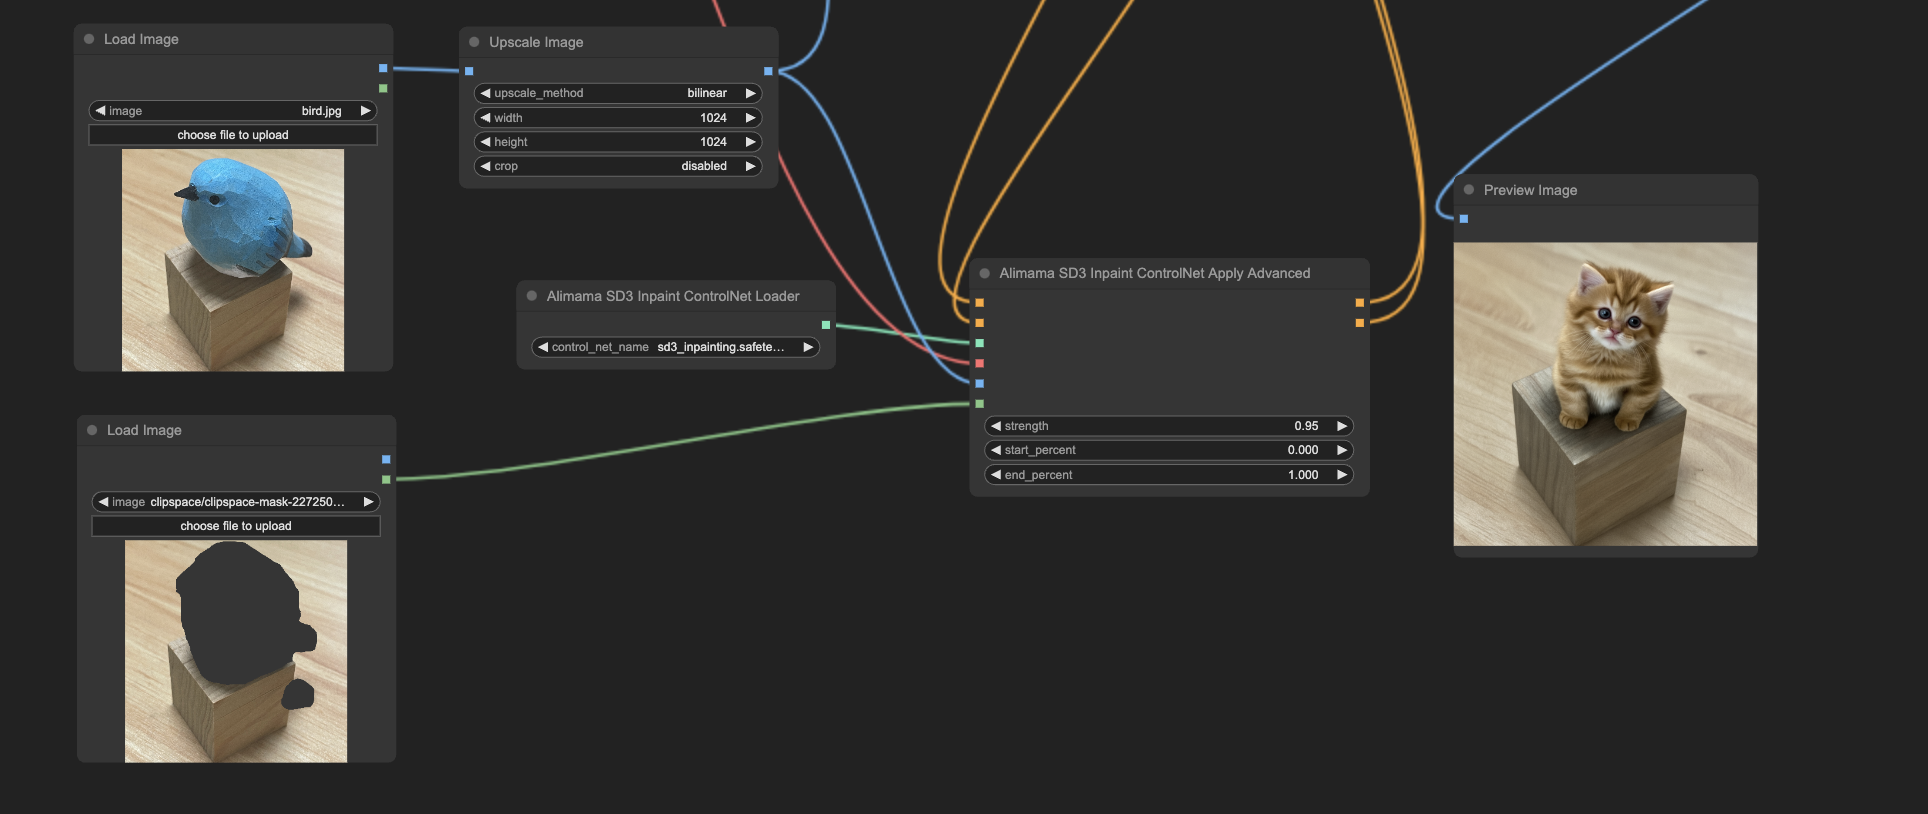 Load Image
image bird.jpg
choose file to upload
Upscale Image
upscale_method bilinear
width 1024
height 1024
crop disabled
Alimama SD3 Inpaint ControlNet Loader
control_net_name sd3_inpainting.safete...
Alimama SD3 Inpaint ControlNet Apply Advanced
strength 0.95
start_percent 0.000
end_percent 1.000
Preview Image
Load Image
image clipspace/clipspace-mask-227250...
choose file to upload